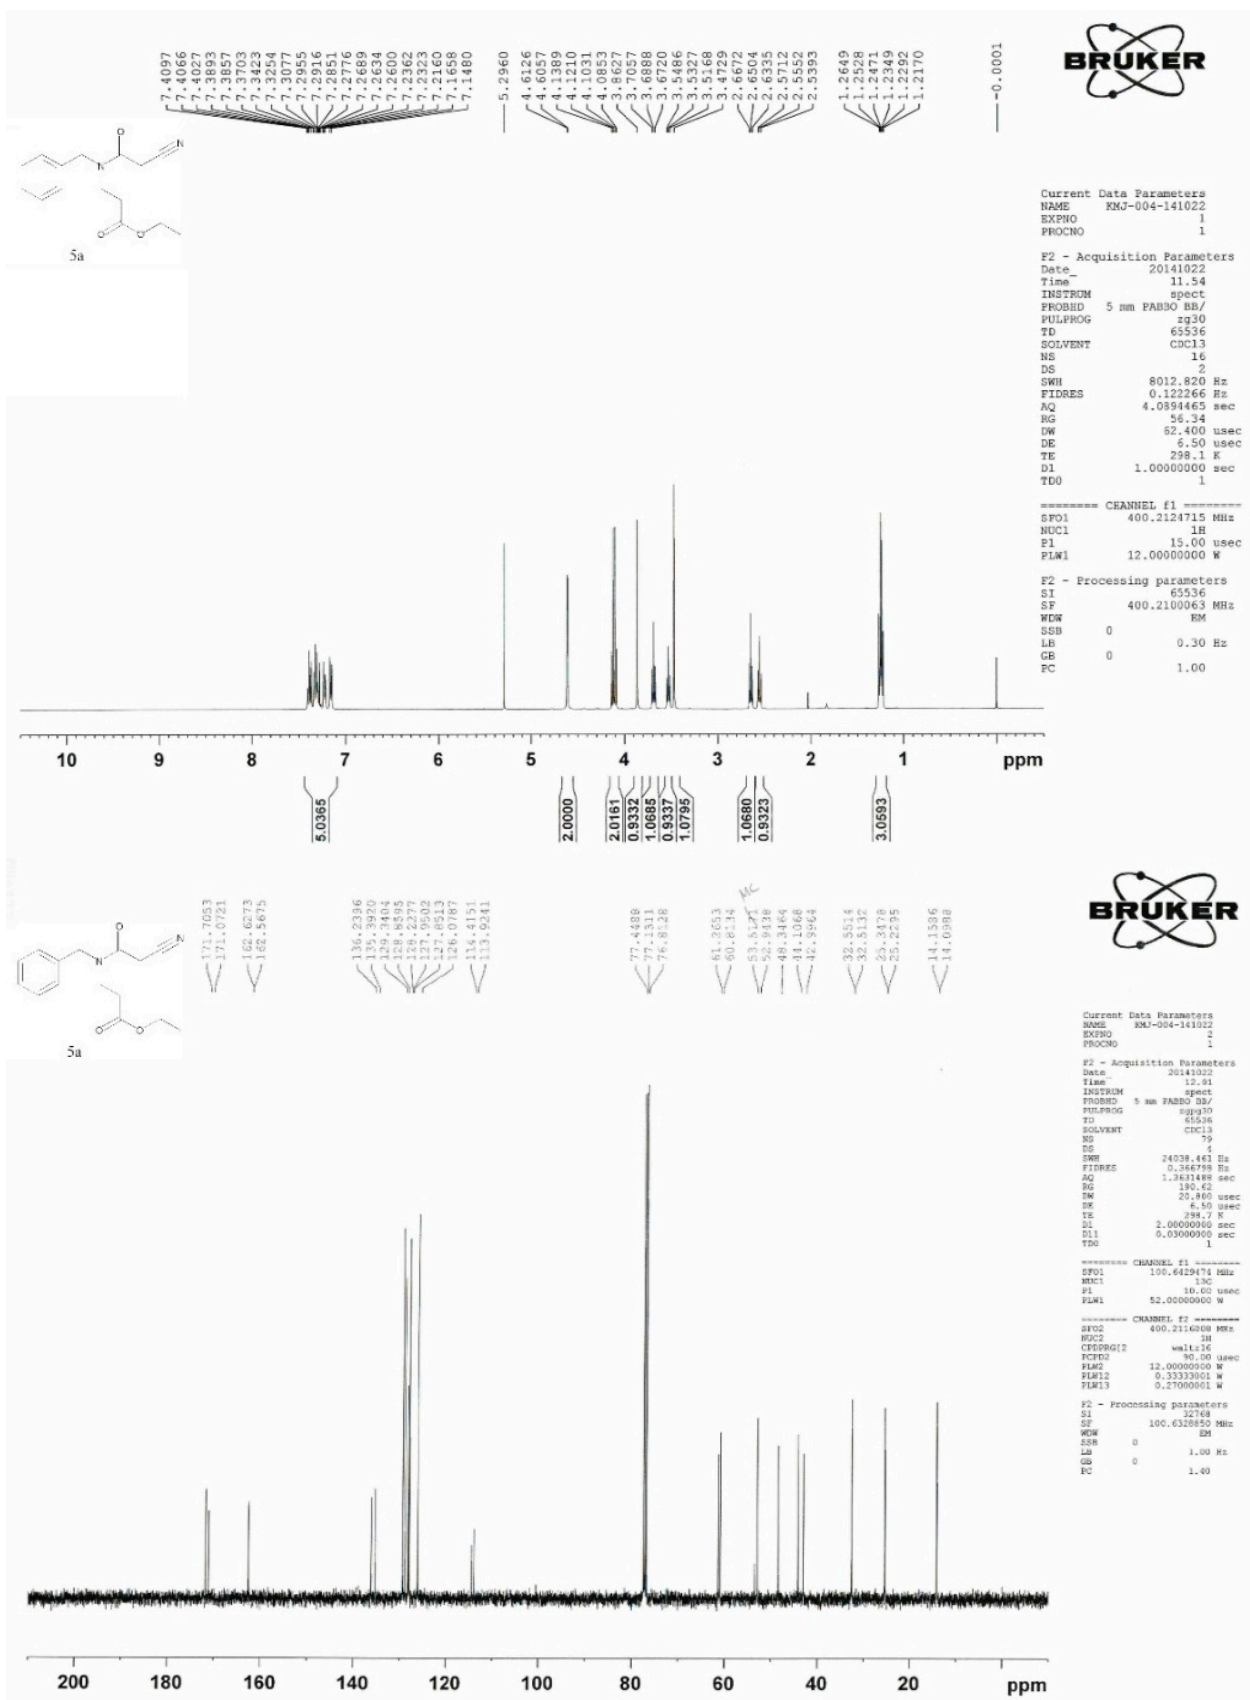 7.4097
7.4066
7.4027
7.3893
7.3857
7.3703
7.3423
7.3254
7.3077
7.2955
7.2916
7.2851
7.2776
7.2689
7.2634
7.2600
7.2362
7.2323
7.2160
7.1658
7.1480
5.2960
4.6126
4.6057
4.1389
4.1210
4.1031
4.0853
3.8627
3.7057
3.6888
3.6720
3.5486
3.5327
3.5168
3.4729
2.6672
2.6504
2.6335
2.5712
2.5552
2.5393
1.2649
1.2528
1.2471
1.2349
1.2292
1.2170
-0.0001
BRUKER
O
N
N
O
O
5a
Current Data Parameters
NAME KMJ-004-141022
EXPNO 1
PROCNO 1
F2 - Acquisition Parameters
Date_ 20141022
Time 11.54
INSTRUM spect
PROBHD 5 mm PABBO BB/
PULPROG zg30
TD 65536
SOLVENT CDCl3
NS 16
DS 2
SWH 8012.820 Hz
FIDRES 0.122266 Hz
AQ 4.0894465 sec
RG 56.34
DW 62.400 usec
DE 6.50 usec
TE 298.1 K
D1 1.00000000 sec
TD0 1
======== CHANNEL f1 ========
SFO1 400.2124715 MHz
NUC1 1H
P1 15.00 usec
PLW1 12.00000000 W
F2 - Processing parameters
SI 65536
SF 400.2100063 MHz
WDW EM
SSB 0
LB 0.30 Hz
GB 0
PC 1.00
10 9 8 7 6 5 4 3 2 1 ppm
5.0365
2.0000
2.0161
0.9332
1.0685
0.9337
1.0795
1.0680
0.9323
3.0593
BRUKER
O
N
N
O
O
5a
171.7053
171.0721
162.6273
162.5675
136.2396
135.3920
129.3404
128.6595
128.2277
127.9502
127.8513
126.0787
114.4151
113.9241
77.4488
77.1311
76.8128
61.2653
60.8134
MC
53.5171
52.9438
48.3464
44.1068
42.9964
32.5514
32.5132
25.3478
25.2295
14.1586
14.0988
Current Data Parameters
NAME KMJ-004-141022
EXPNO 2
PROCNO 1
F2 - Acquisition Parameters
Date_ 20141022
Time 12.01
INSTRUM spect
PROBHD 5 mm PABBO BB/
PULPROG zgpg30
TD 65536
SOLVENT CDCl3
NS 79
DS 4
SWH 24038.461 Hz
FIDRES 0.366798 Hz
AQ 1.3631488 sec
RG 190.62
DW 20.800 usec
DE 6.50 usec
TE 298.7 K
D1 2.00000000 sec
D11 0.03000000 sec
TD0 1
======== CHANNEL f1 ========
SFO1 100.6429474 MHz
NUC1 13C
P1 10.00 usec
PLW1 52.00000000 W
======== CHANNEL f2 ========
SFO2 400.2116008 MHz
NUC2 1H
CPDPRG[2 waltz16
PCPD2 90.00 usec
PLW2 12.00000000 W
PLW12 0.33333001 W
PLW13 0.27000001 W
F2 - Processing parameters
SI 32768
SF 100.6328850 MHz
WDW EM
SSB 0
LB 1.00 Hz
GB 0
PC 1.40
200 180 160 140 120 100 80 60 40 20 ppm